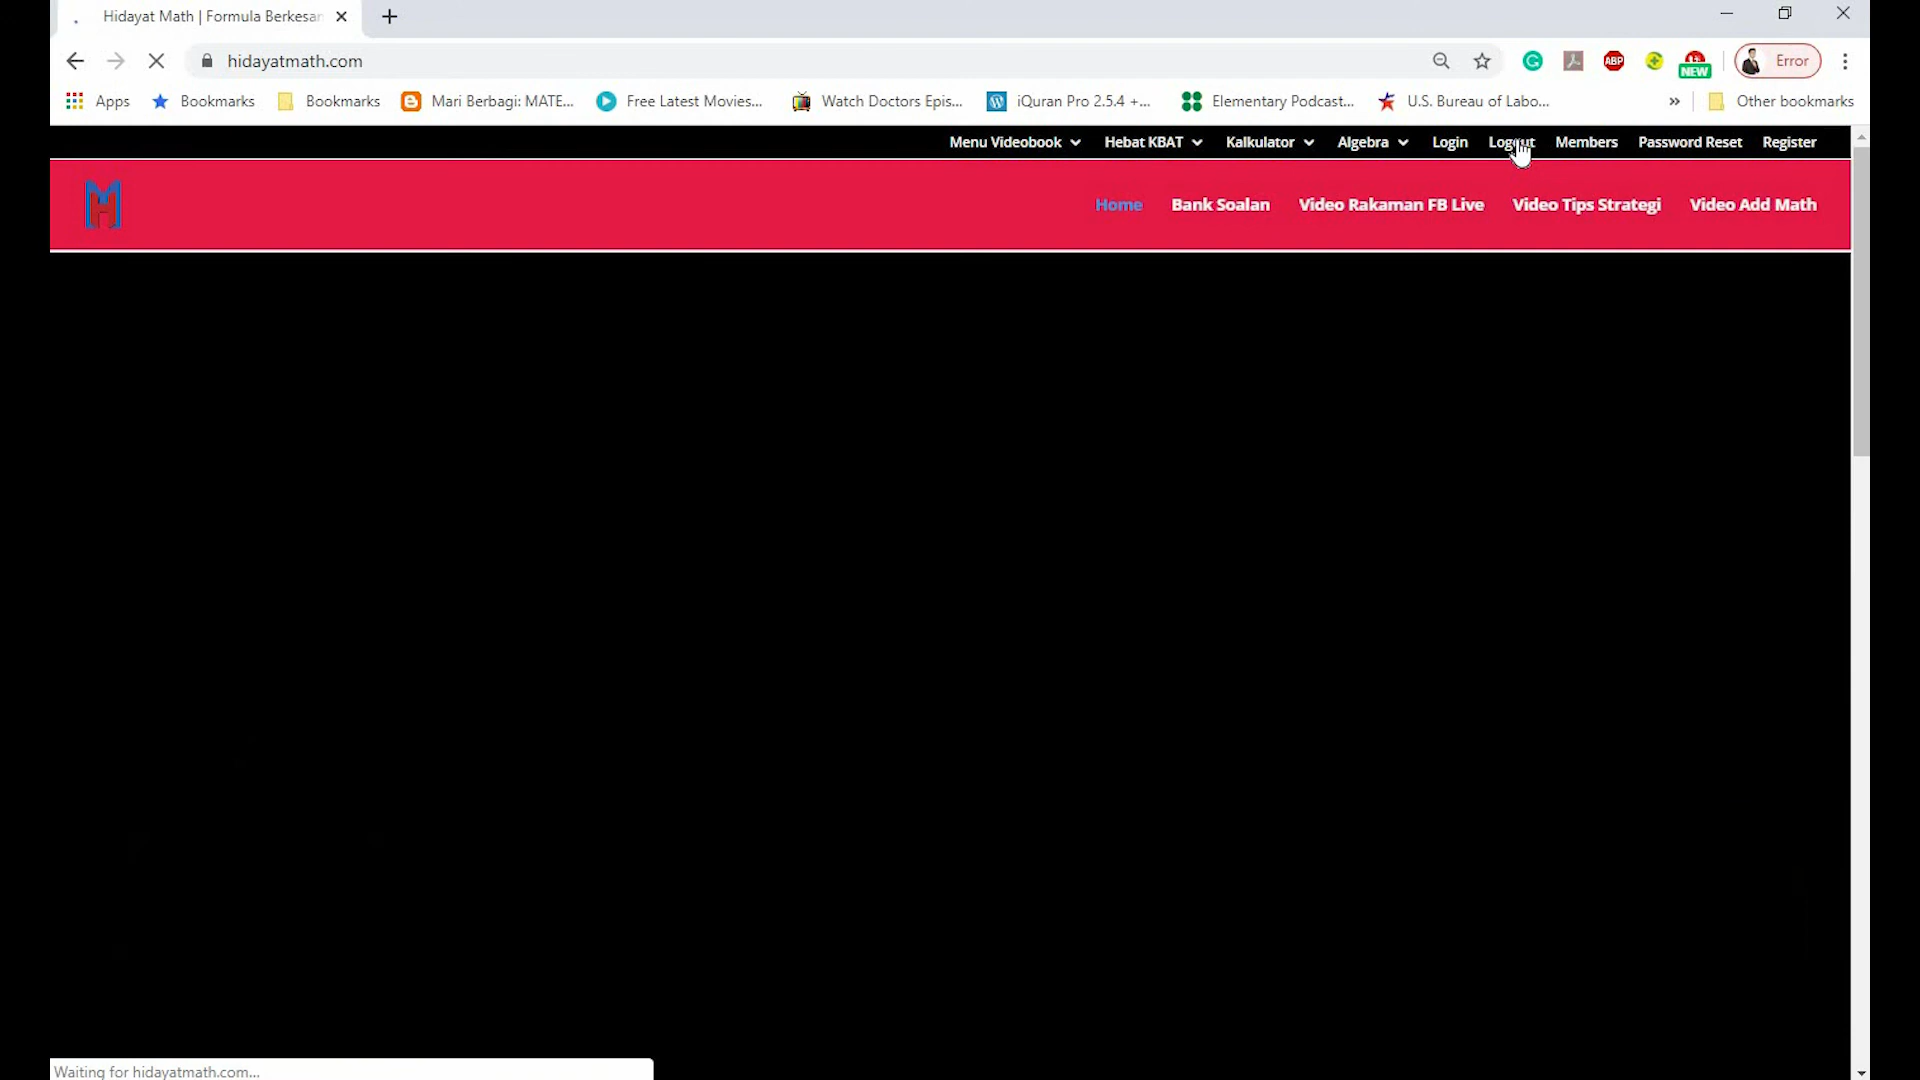 Hidayat Math | Formula Berkesan
hidayatmath.com
ABP
NEW
Error
Apps
Bookmarks
Bookmarks
Mari Berbagi: MATE...
Free Latest Movies...
Watch Doctors Epis...
iQuran Pro 2.5.4 +...
Elementary Podcast...
U.S. Bureau of Labo...
»
Other bookmarks
Menu Videobook
Hebat KBAT
Kalkulator
Algebra
Login
Logout
Members
Password Reset
Register
Home
Bank Soalan
Video Rakaman FB Live
Video Tips Strategi
Video Add Math
Waiting for hidayatmath.com...